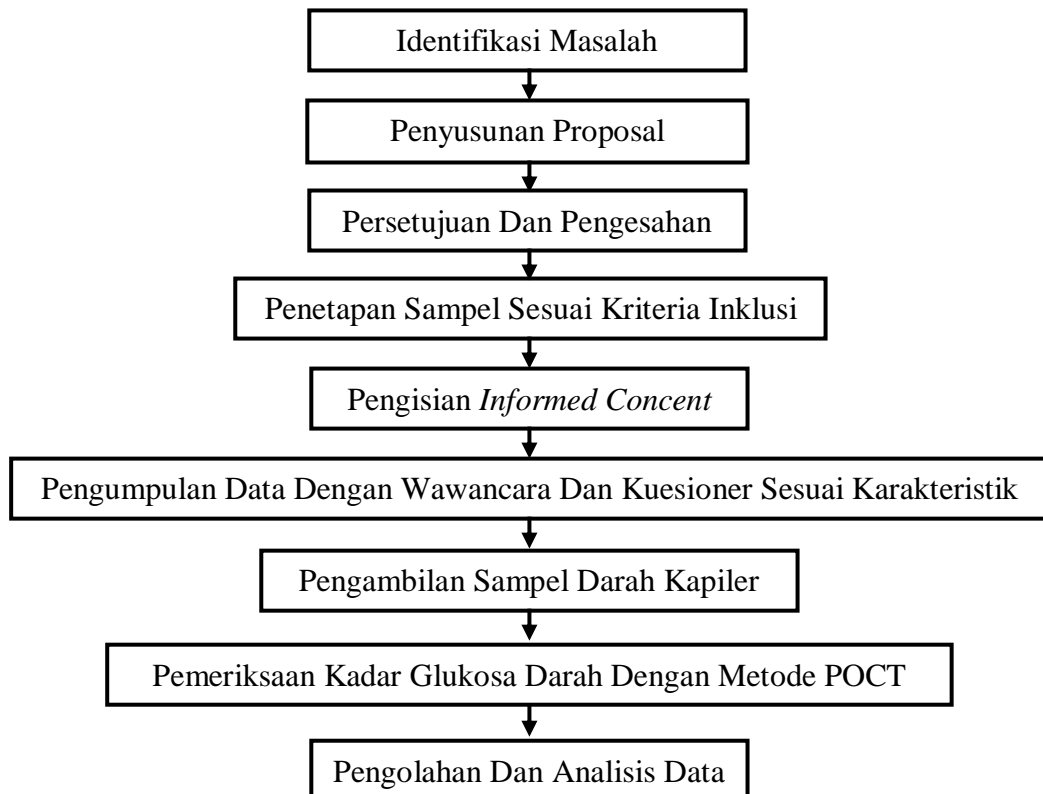 Identifikasi Masalah
Penyusunan Proposal
Persetujuan Dan Pengesahan
Penetapan Sampel Sesuai Kriteria Inklusi
Pengisian Informed Concent
Pengumpulan Data Dengan Wawancara Dan Kuesioner Sesuai Karakteristik
Pengambilan Sampel Darah Kapiler
Pemeriksaan Kadar Glukosa Darah Dengan Metode POCT
Pengolahan Dan Analisis Data